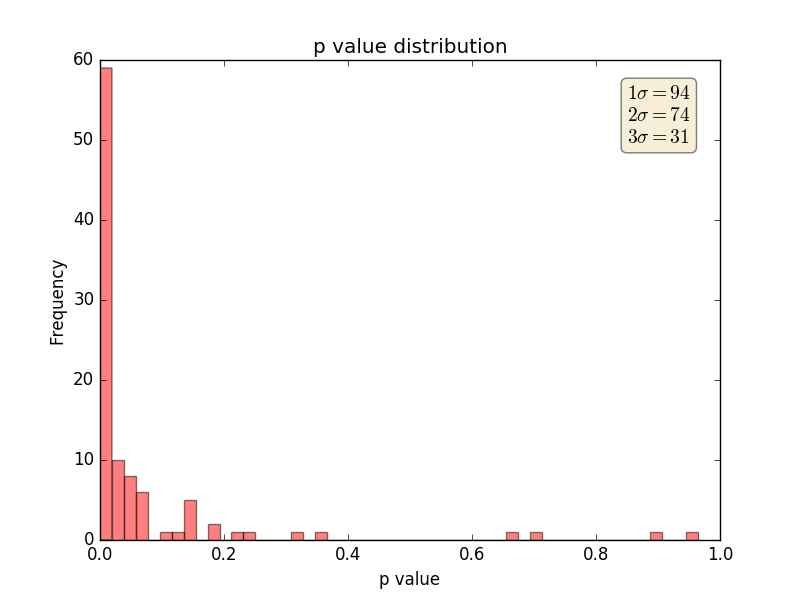 p value distribution
60
50
40
30
20
10
0
Frequency
1σ = 94
2σ = 74
3σ = 31
0.0 0.2 0.4 0.6 0.8 1.0
p value